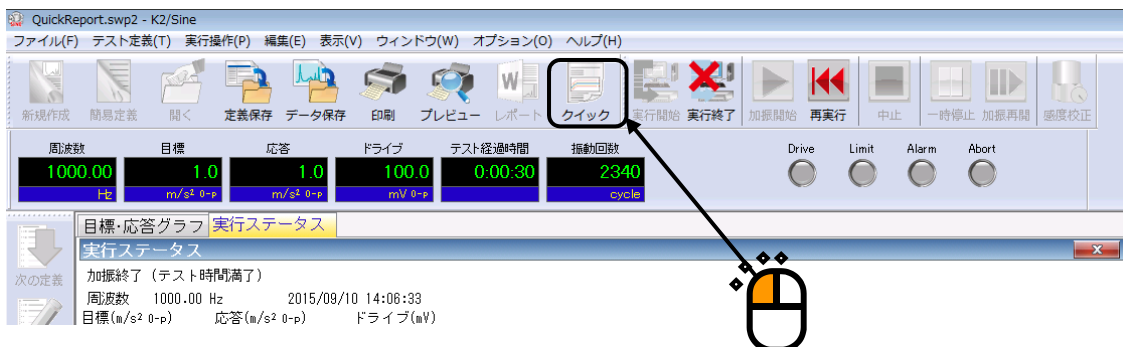 QuickReport.swp2 - K2/Sine
ファイル(F) テスト定義(T) 実行操作(P) 編集(E) 表示(V) ウィンドウ(W) オプション(O) ヘルプ(H)
新規作成 簡易定義 開く 定義保存 データ保存 印刷 プレビュー レポート クイック 実行開始 実行終了 加振開始 再実行 中止 一時停止 加振再開 感度校正
周波数 目標 応答 ドライブ テスト経過時間 振動回数 Drive Limit Alarm Abort
1000.00 1.0 1.0 100.0 0:00:30 2340
Hz m/s² 0-p m/s² 0-p mV 0-p cycle
目標・応答グラフ 実行ステータス
実行ステータス
次の定義
加振終了 (テスト時間満了)
周波数 1000.00 Hz 2015/09/10 14:06:33
目標(m/s² 0-p) 応答(m/s² 0-p) ドライブ(mV)